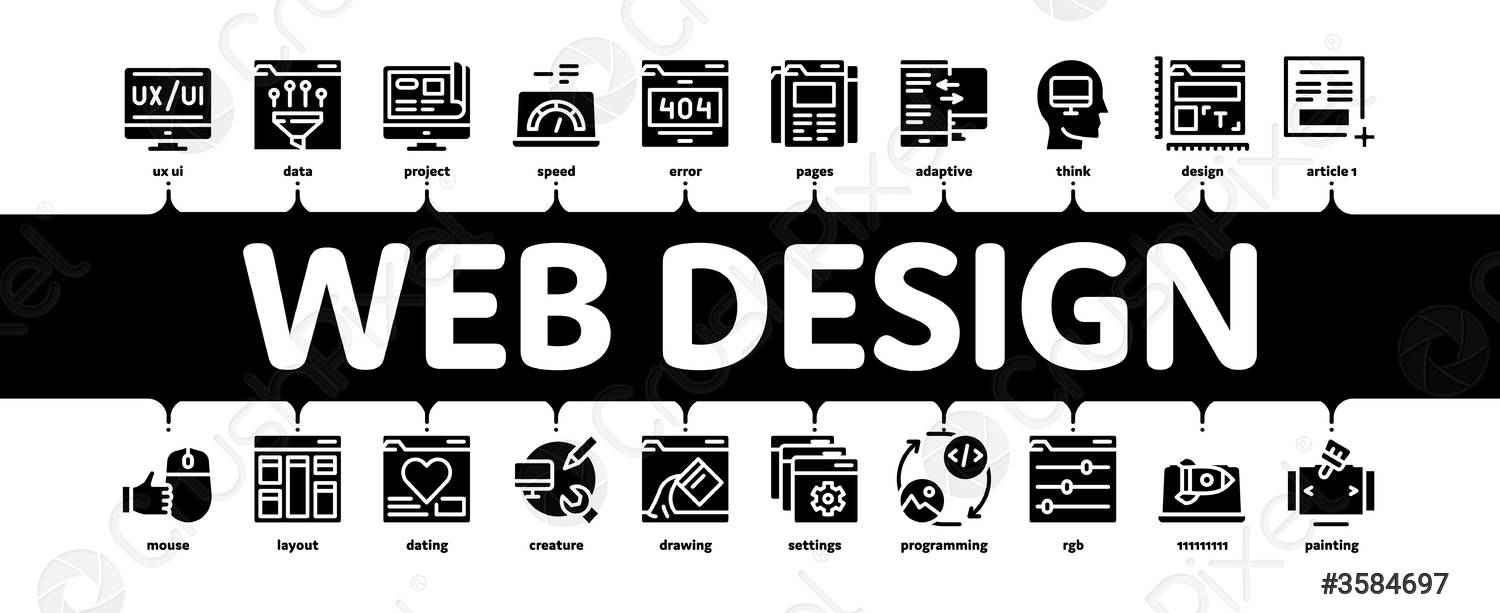 UX/UI
404
T
ux ui
data
project
speed
error
pages
adaptive
think
design
article 1
WEB DESIGN
</>
< >
mouse
layout
dating
creature
drawing
settings
programming
rgb
111111111
painting
Crushpixel
#3584697